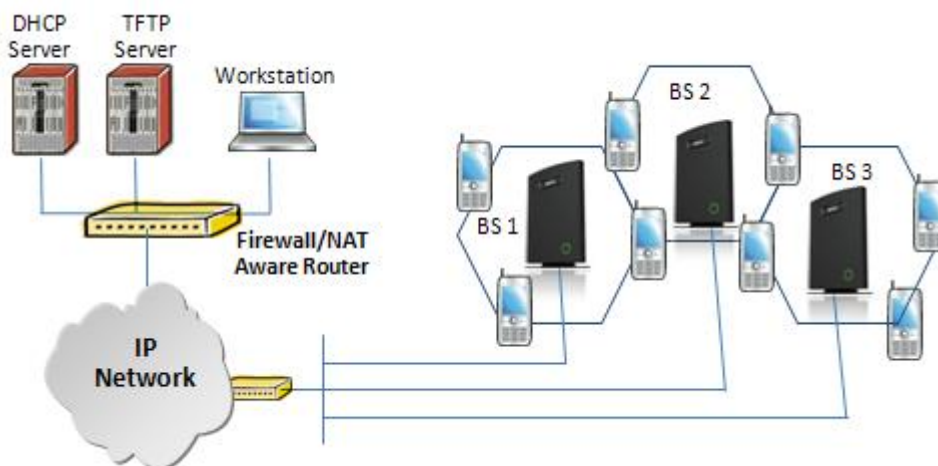 DHCP
Server
TFTP
Server
Workstation
Firewall/NAT
Aware Router
IP
Network
BS 1
BS 2
BS 3